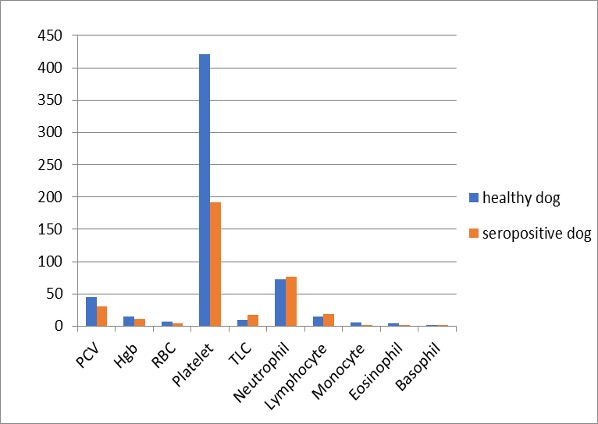 450
400
350
300
250
200
150
100
50
0
PCV
Hgb
RBC
Platelet
TLC
Neutrophil
Lymphocyte
Monocyte
Eosinophil
Basophil
healthy dog
seropositive dog